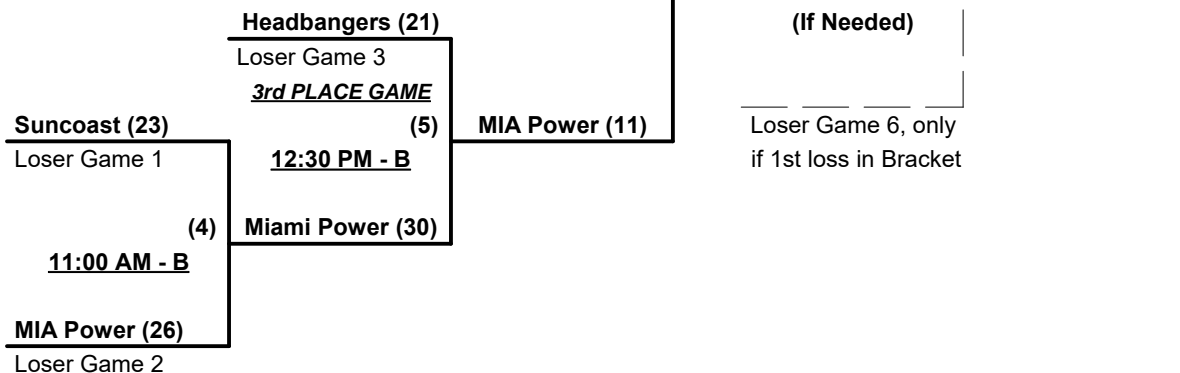 Headbangers (21)
(If Needed)
Loser Game 3
3rd PLACE GAME
Suncoast (23)
(5)
MIA Power (11)
Loser Game 6, only
Loser Game 1
12:30 PM - B
if 1st loss in Bracket
(4)
Miami Power (30)
11:00 AM - B
MIA Power (26)
Loser Game 2